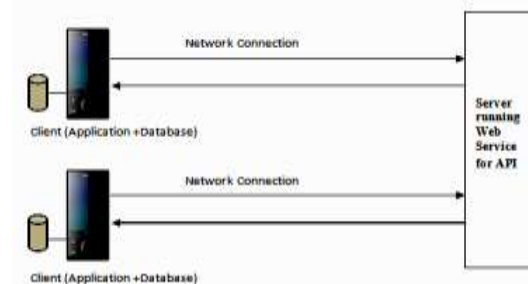 Network Connection
Client (Application +Database)
Server
running
Web
Service
for API
Network Connection
Client (Application +Database)